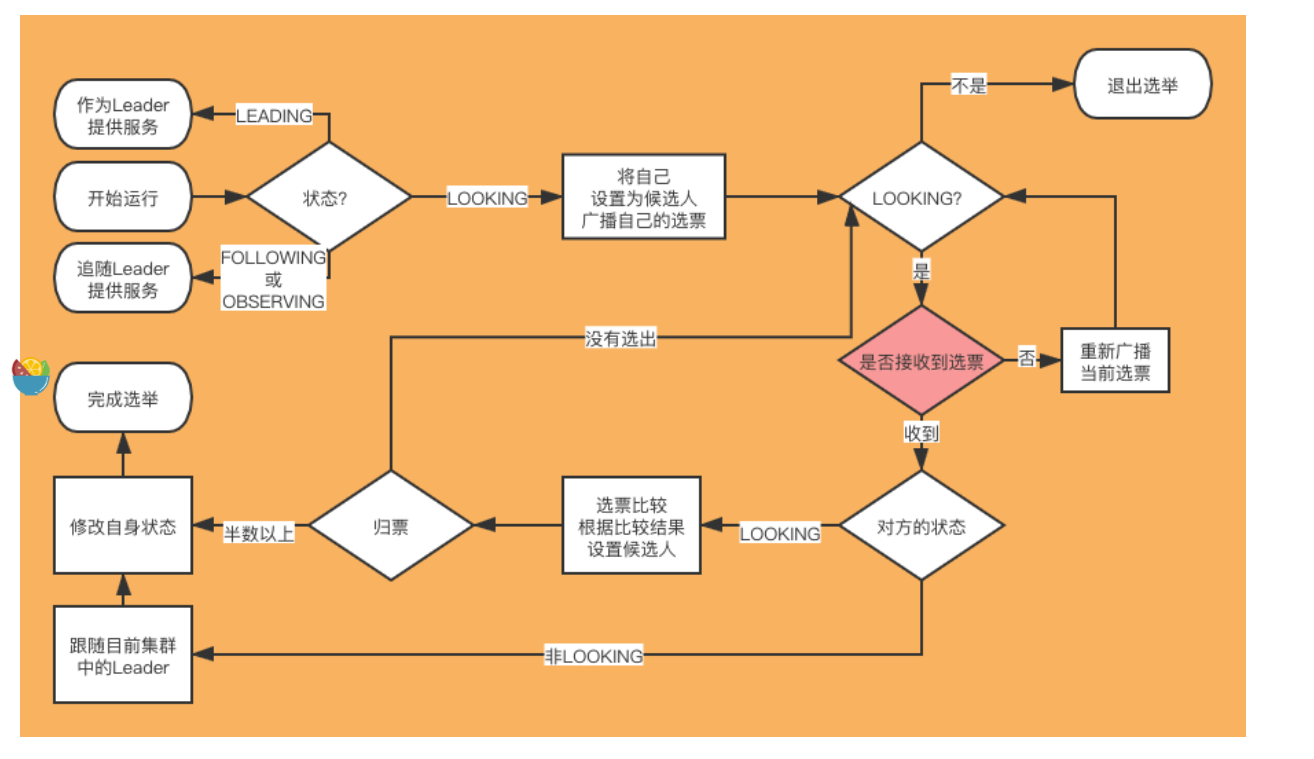 不是
退出选举
作为Leader
提供服务
LEADING
开始运行
状态?
LOOKING
将自己
设置为候选人
广播自己的选票
LOOKING?
追随Leader
提供服务
FOLLOWING
或
OBSERVING
是
没有选出
是否接收到选票
否
重新广播
当前选票
完成选举
收到
修改自身状态
半数以上
归票
选票比较
根据比较结果
设置候选人
LOOKING
对方的状态
跟随目前集群
中的Leader
非LOOKING